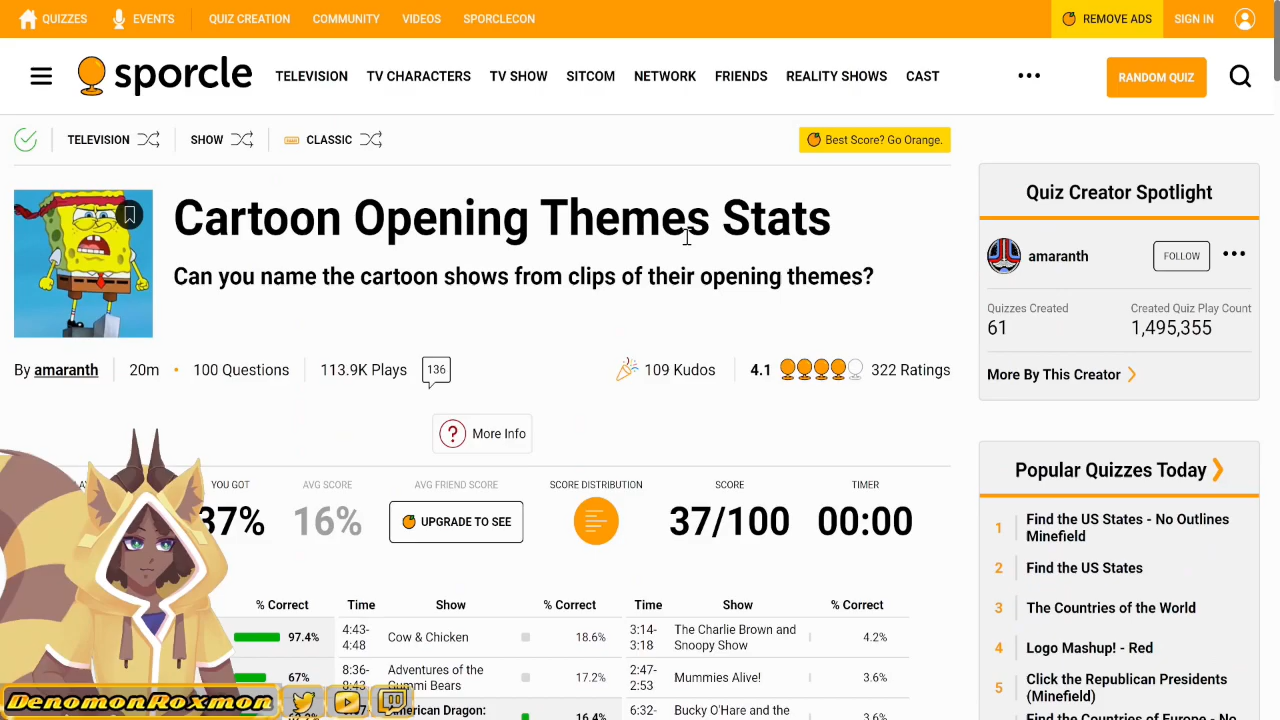 QUIZZES EVENTS QUIZ CREATION COMMUNITY VIDEOS SPORCLECON REMOVE ADS SIGN IN
sporcle TELEVISION TV CHARACTERS TV SHOW SITCOM NETWORK FRIENDS REALITY SHOWS CAST ••• RANDOM QUIZ
TELEVISION SHOW CLASSIC Best Score? Go Orange.
Cartoon Opening Themes Stats
Can you name the cartoon shows from clips of their opening themes?
By amaranth 20m • 100 Questions 113.9K Plays 136 109 Kudos 4.1 322 Ratings
? More Info
YOU GOT AVG SCORE AVG FRIEND SCORE SCORE DISTRIBUTION SCORE TIMER
37% 16% UPGRADE TO SEE 37/100 00:00
% Correct Time Show % Correct Time Show % Correct
97.4% 4:43-
4:48 Cow & Chicken 18.6% 3:14-
3:18 The Charlie Brown and
Snoopy Show 4.2%
67% 8:36-
8:43 Adventures of the
Gummi Bears 17.2% 2:47-
2:53 Mummies Alive! 3.6%
American Dragon: 16.4% 6:32- Bucky O'Hare and the 3.6%
Quiz Creator Spotlight
amaranth FOLLOW •••
Quizzes Created Created Quiz Play Count
61 1,495,355
More By This Creator
Popular Quizzes Today
1 Find the US States - No Outlines
Minefield
2 Find the US States
3 The Countries of the World
4 Logo Mashup! - Red
5 Click the Republican Presidents
(Minefield)
Find the Countries of Europe - No
DenomonRoxmon